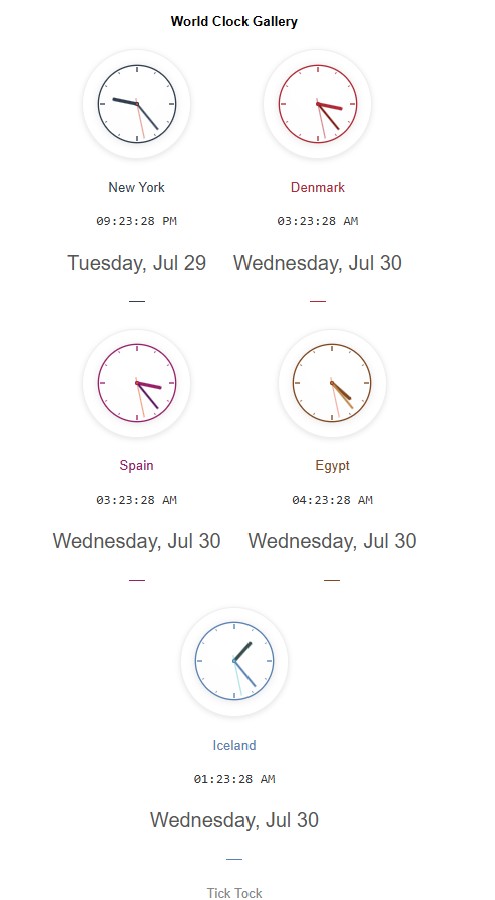 World Clock Gallery
New York
Denmark
09:23:28 PM
03:23:28 AM
Tuesday, Jul 29
Wednesday, Jul 30
Spain
Egypt
03:23:28 AM
04:23:28 AM
Wednesday, Jul 30
Wednesday, Jul 30
Iceland
01:23:28 AM
Wednesday, Jul 30
Tick Tock